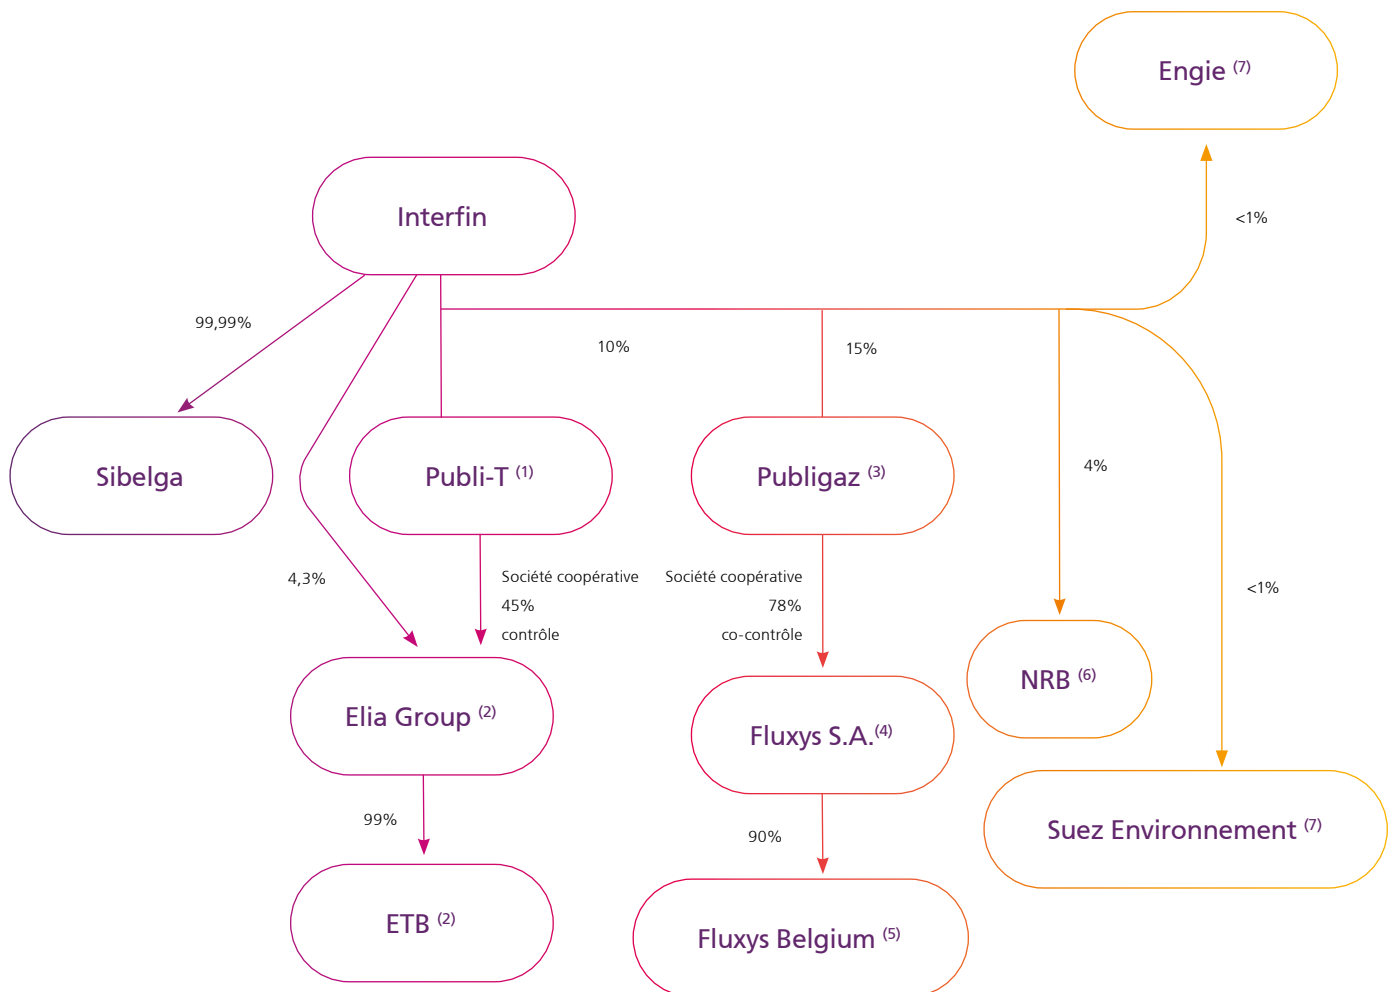 Engie (7)
Interfin
<1%
99,99%
10%
15%
Sibelga
Publi-T (1)
Publigaz (3)
4%
4,3%
Société coopérative
45%
contrôle
Société coopérative
78%
co-contrôle
<1%
NRB (6)
Elia Group (2)
Fluxys S.A.(4)
99%
90%
Suez Environnement (7)
ETB (2)
Fluxys Belgium (5)